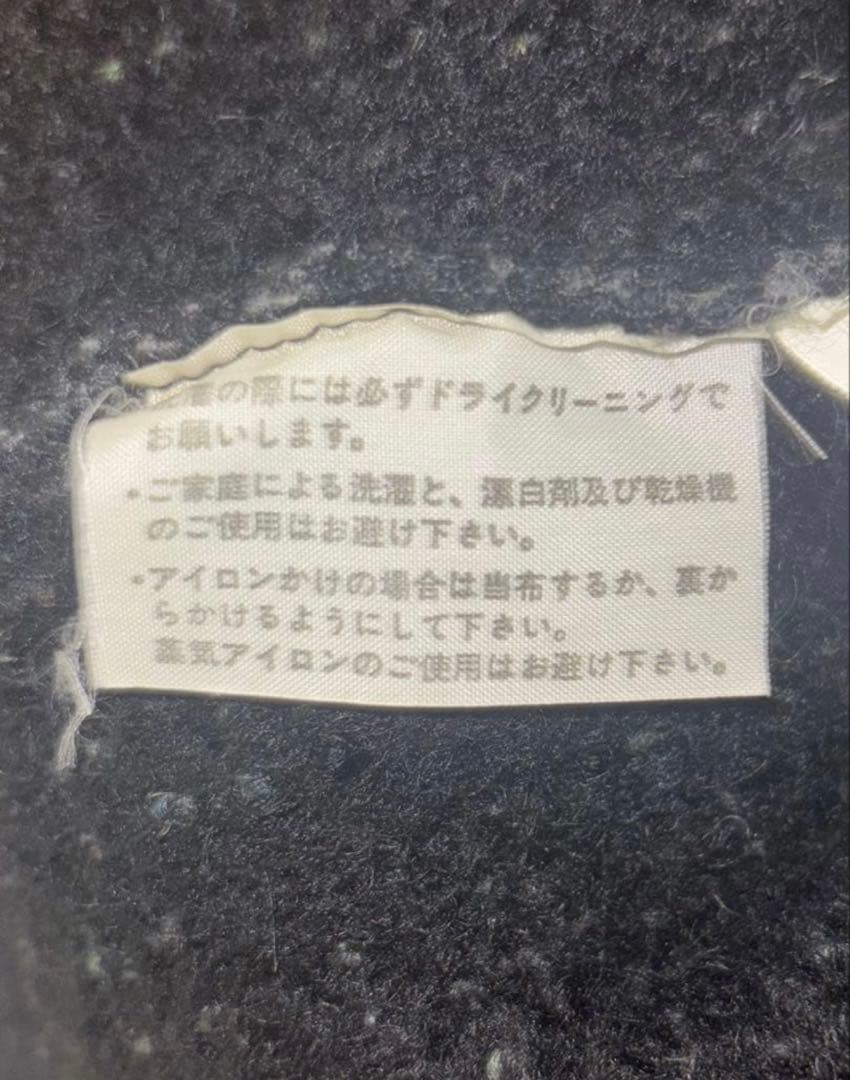 洗濯の際には必ずドライクリーニングで
お願いします。
・ご家庭による洗濯と、漂白剤及び乾燥機
のご使用はお避け下さい。
・アイロンかけの場合は当布するか、裏か
らかけるようにして下さい。
蒸気アイロンのご使用はお避け下さい。